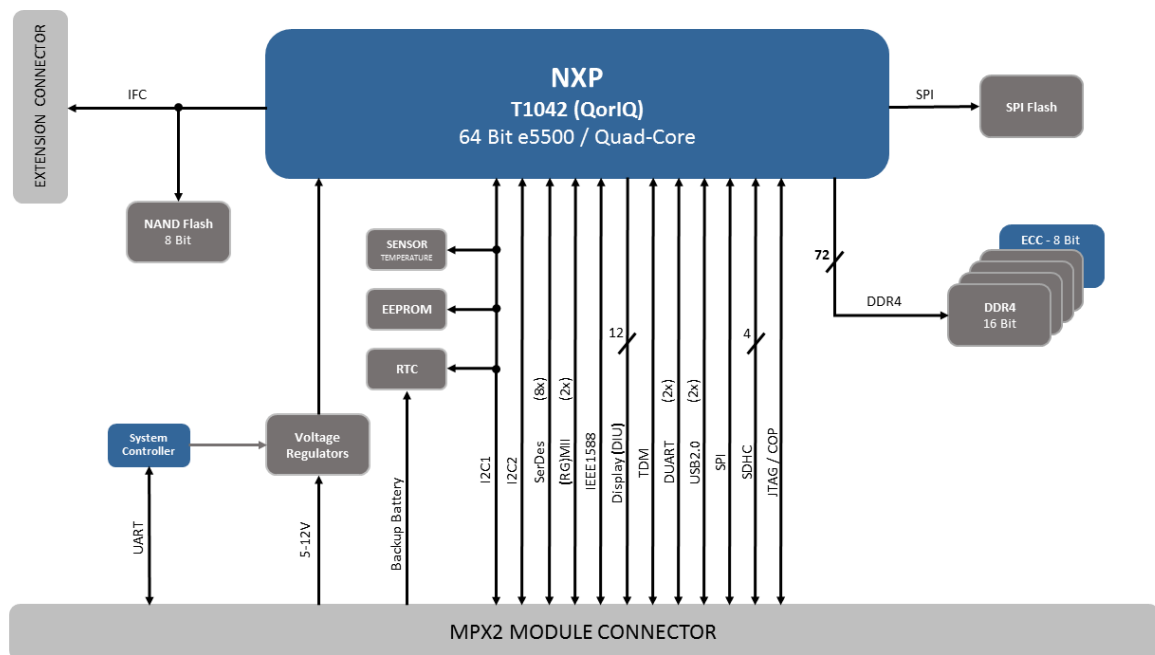 EXTENSION CONNECTOR
IFC
NXP
T1042 (QorIQ)
64 Bit e5500 / Quad-Core
SPI
SPI Flash
NAND Flash
8 Bit
SENSOR
TEMPERATURE
EEPROM
RTC
72
ECC - 8 Bit
DDR4
DDR4
16 Bit
12
4
System
Controller
Voltage
Regulators
UART
5-12V
Backup Battery
I2C1
I2C2
SerDes (8x)
(RG)MII (2x)
IEEE1588
Display (DIU)
TDM
DUART (2x)
USB2.0 (2x)
SPI
SDHC
JTAG / COP
MPX2 MODULE CONNECTOR